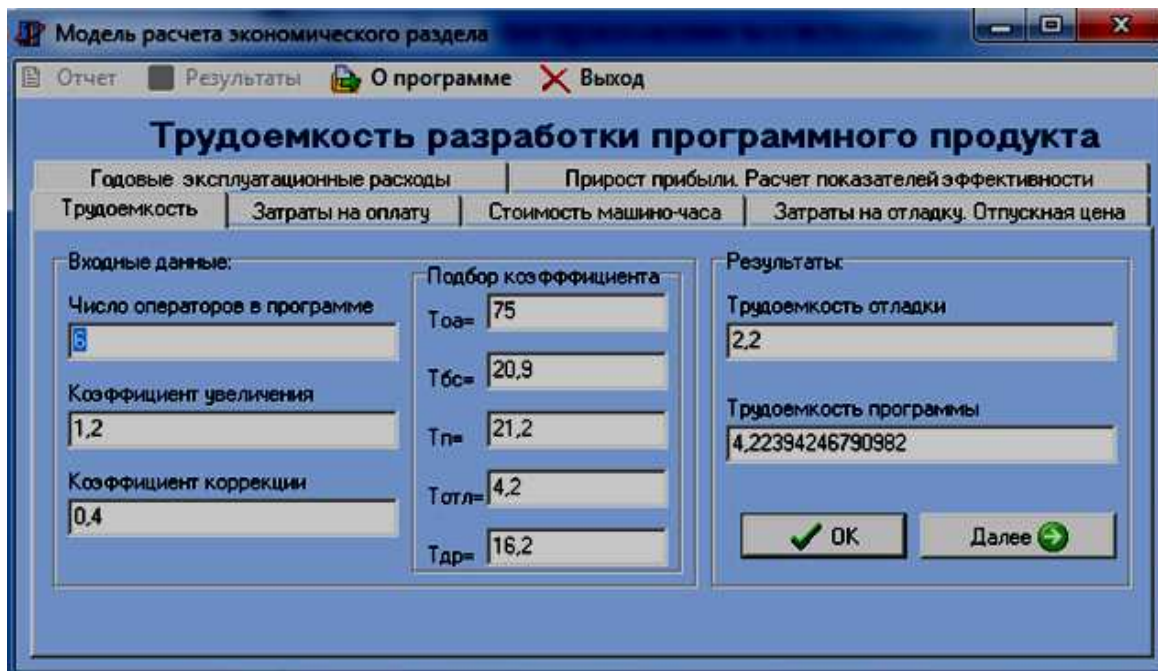 Модель расчета экономического раздела
Отчет Результаты О программе Выход
Трудоемкость разработки программного продукта
Годовые эксплуатационные расходы Прирост прибыли. Расчет показателей эффективности
Трудоемкость Затраты на оплату Стоимость машино-часа Затраты на отладку. Отпускная цена
Входные данные:
Число операторов в программе
6
Коэффициент увеличения
1,2
Коэффициент коррекции
0,4
Подбор коэффициента
Тоа= 75
Тбс= 20,9
Тп= 21,2
Тотл= 4,2
Тдр= 16,2
Результаты:
Трудоемкость отладки
2,2
Трудоемкость программы
4,22394246790982
OK Далее